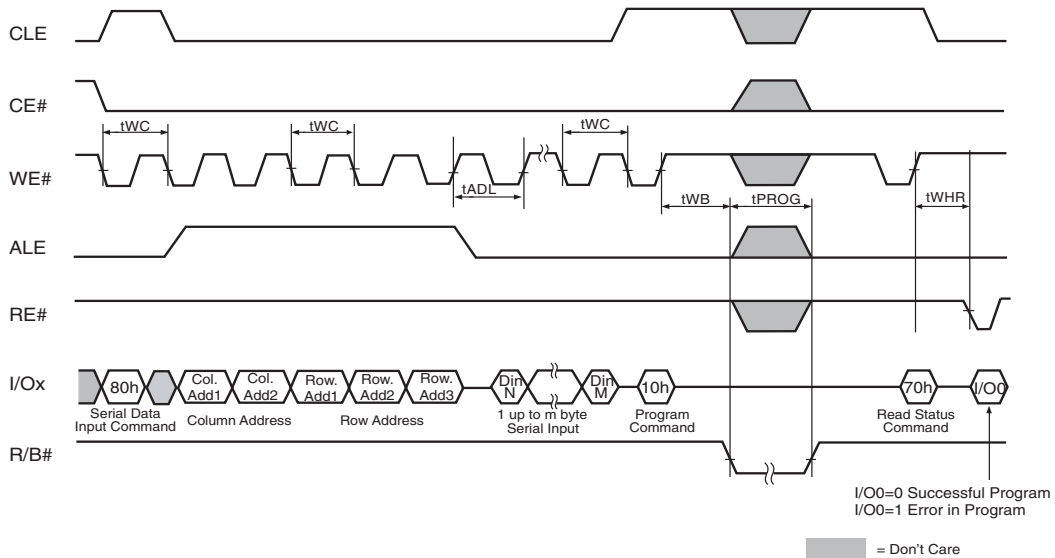 CLE
CE#
tWC
tWC
tWC
WE#
tADL
tWB
tPROG
tWHR
ALE
RE#
I/Ox
80h
Col.
Add1
Col.
Add2
Row.
Add1
Row.
Add2
Row.
Add3
Din
N
Din
M
10h
70h
I/O0
Serial Data
Input Command
Column Address
Row Address
1 up to m byte
Serial Input
Program
Command
Read Status
Command
R/B#
I/O0=0 Successful Program
I/O0=1 Error in Program
= Don't Care